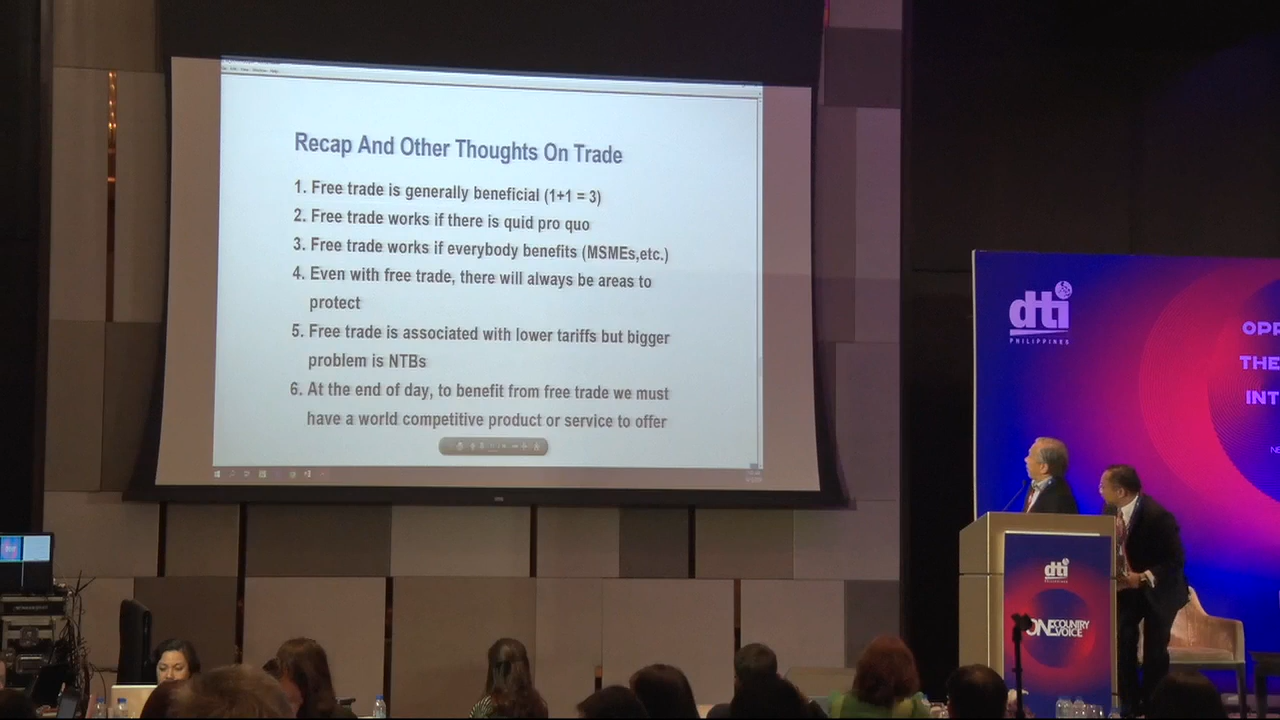 Recap And Other Thoughts On Trade
1. Free trade is generally beneficial (1+1 = 3)
2. Free trade works if there is quid pro quo
3. Free trade works if everybody benefits (MSMEs,etc.)
4. Even with free trade, there will always be areas to
protect
5. Free trade is associated with lower tariffs but bigger
problem is NTBs
6. At the end of day, to benefit from free trade we must
have a world competitive product or service to offer
dti
PHILIPPINES
OPP
THE
INT
NE
dti
PHILIPPINES
ONE COUNTRY
VOICE